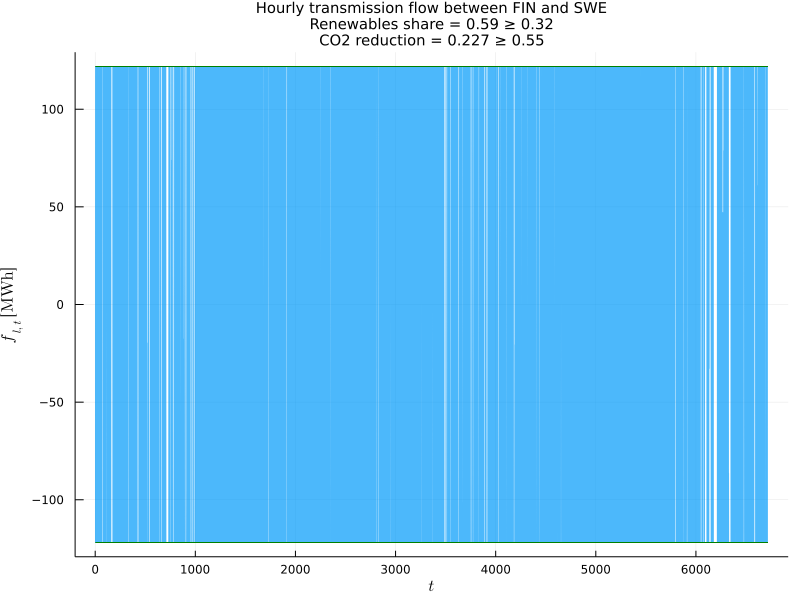 Hourly transmission flow between FIN and SWE
Renewables share = 0.59 ≥ 0.32
CO2 reduction = 0.227 ≥ 0.55
100
50
0
−50
−100
f l,t [MWh]
0 1000 2000 3000 4000 5000 6000
t